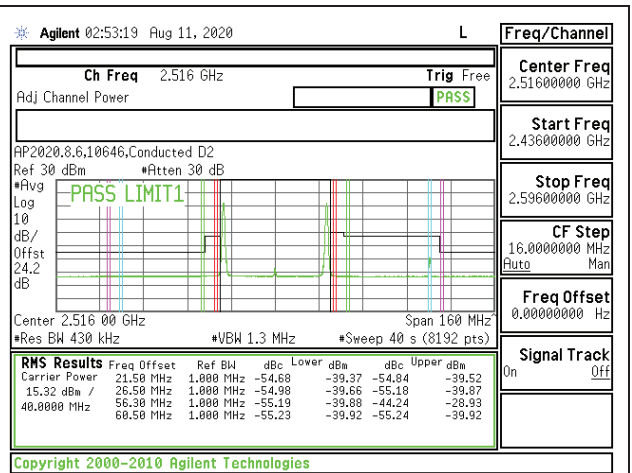 Agilent 02:53:19 Aug 11, 2020 L
Freq/Channel
Ch Freq 2.516 GHz Trig Free
Adj Channel Power PASS
AP2020.8.6,10646,Conducted D2
Ref 30 dBm #Atten 30 dB
#Avg
Log
10
dB/
Offst
24.2
dB
PASS LIMIT1
Center 2.516 00 GHz Span 160 MHz^
#Res BW 430 kHz #VBW 1.3 MHz #Sweep 40 s (8192 pts)
RMS Results Freq Offset Ref BW dBc Lower dBm dBc Upper dBm
Carrier Power 21.50 MHz 1.000 MHz -54.68 -39.37 -54.84 -39.52
15.32 dBm / 26.50 MHz 1.000 MHz -54.98 -39.66 -55.18 -39.87
40.0000 MHz 56.30 MHz 1.000 MHz -55.19 -39.88 -44.24 -28.93
60.50 MHz 1.000 MHz -55.23 -39.92 -55.24 -39.92
Copyright 2000-2010 Agilent Technologies
Center Freq
2.51600000 GHz
Start Freq
2.43600000 GHz
Stop Freq
2.59600000 GHz
CF Step
16.0000000 MHz
Auto Man
Freq Offset
0.00000000 Hz
Signal Track
On Off